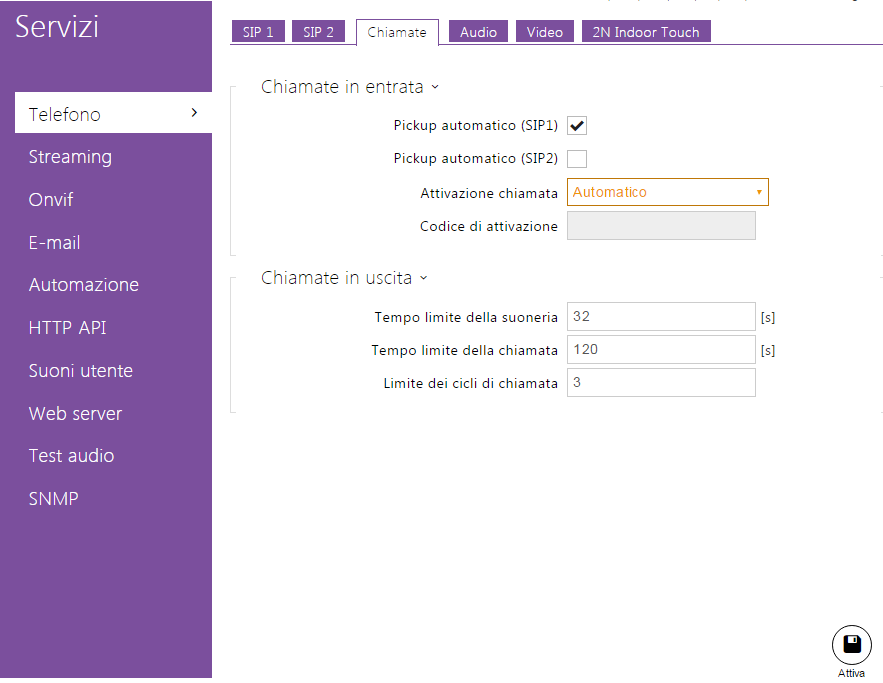 Servizi
SIP 1 SIP 2 Chiamate Audio Video 2N Indoor Touch
Telefono
Streaming
Onvif
E-mail
Automazione
HTTP API
Suoni utente
Web server
Test audio
SNMP
Chiamate in entrata
Pickup automatico (SIP1)
Pickup automatico (SIP2)
Attivazione chiamata Automatico
Codice di attivazione
Chiamate in uscita
Tempo limite della suoneria 32 [s]
Tempo limite della chiamata 120 [s]
Limite dei cicli di chiamata 3
Attiva